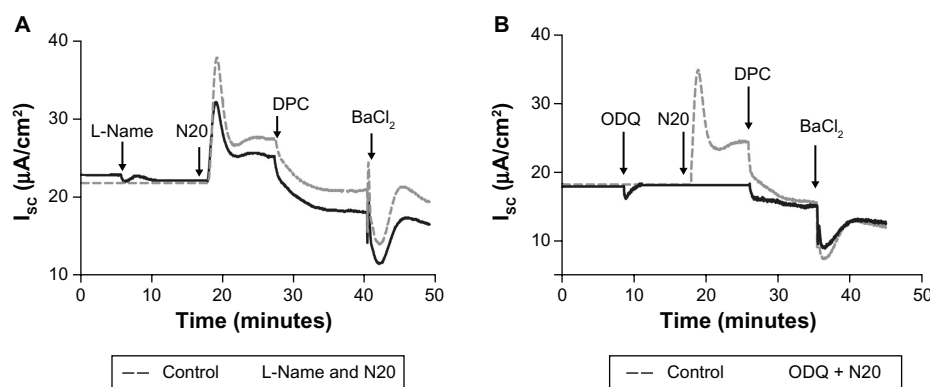 A
I_sc (µA/cm²)
40
30
20
10
L-Name
N20
DPC
BaCl₂
0 10 20 30 40 50
Time (minutes)
Control L-Name and N20
B
I_sc (µA/cm²)
40
30
20
10
ODQ
N20
DPC
BaCl₂
0 10 20 30 40 50
Time (minutes)
Control ODQ + N20